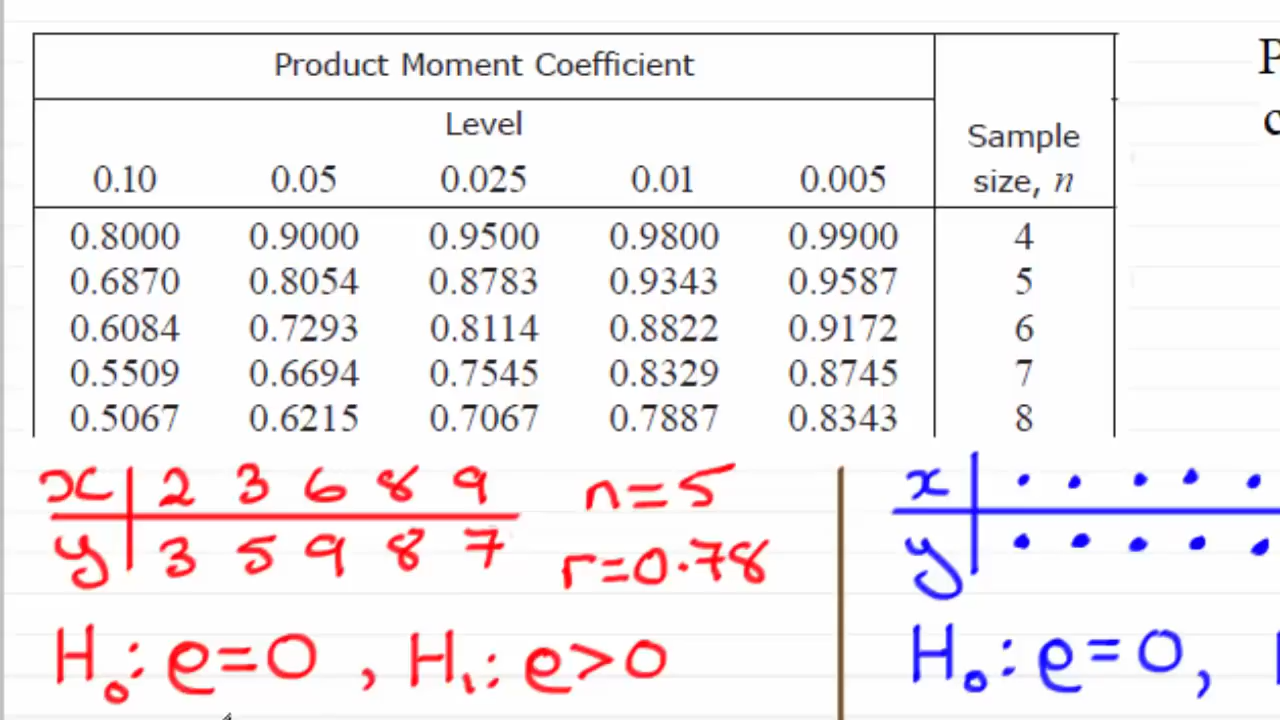 Product Moment Coefficient
Level
Sample
0.10 0.05 0.025 0.01 0.005 size, n
0.8000 0.9000 0.9500 0.9800 0.9900 4
0.6870 0.8054 0.8783 0.9343 0.9587 5
0.6084 0.7293 0.8114 0.8822 0.9172 6
0.5509 0.6694 0.7545 0.8329 0.8745 7
0.5067 0.6215 0.7067 0.7887 0.8343 8
x 2 3 6 8 9
y 3 5 9 8 7
n=5
r=0.78
H₀: ρ=0, H₁: ρ>0
x
y
H₀: ρ=0,